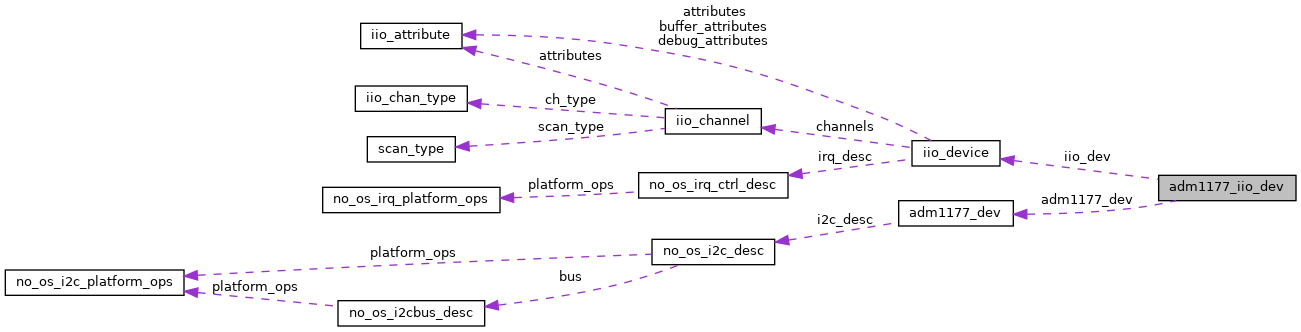 attributes
buffer_attributes
debug_attributes
iio_attribute
attributes
iio_chan_type
ch_type
iio_channel
scan_type
channels
scan_type
iio_device
irq_desc
iio_dev
no_os_irq_ctrl_desc
platform_ops
adm1177_iio_dev
no_os_irq_platform_ops
adm1177_dev
adm1177_dev
i2c_desc
no_os_i2c_desc
platform_ops
bus
no_os_i2c_platform_ops
platform_ops
no_os_i2cbus_desc